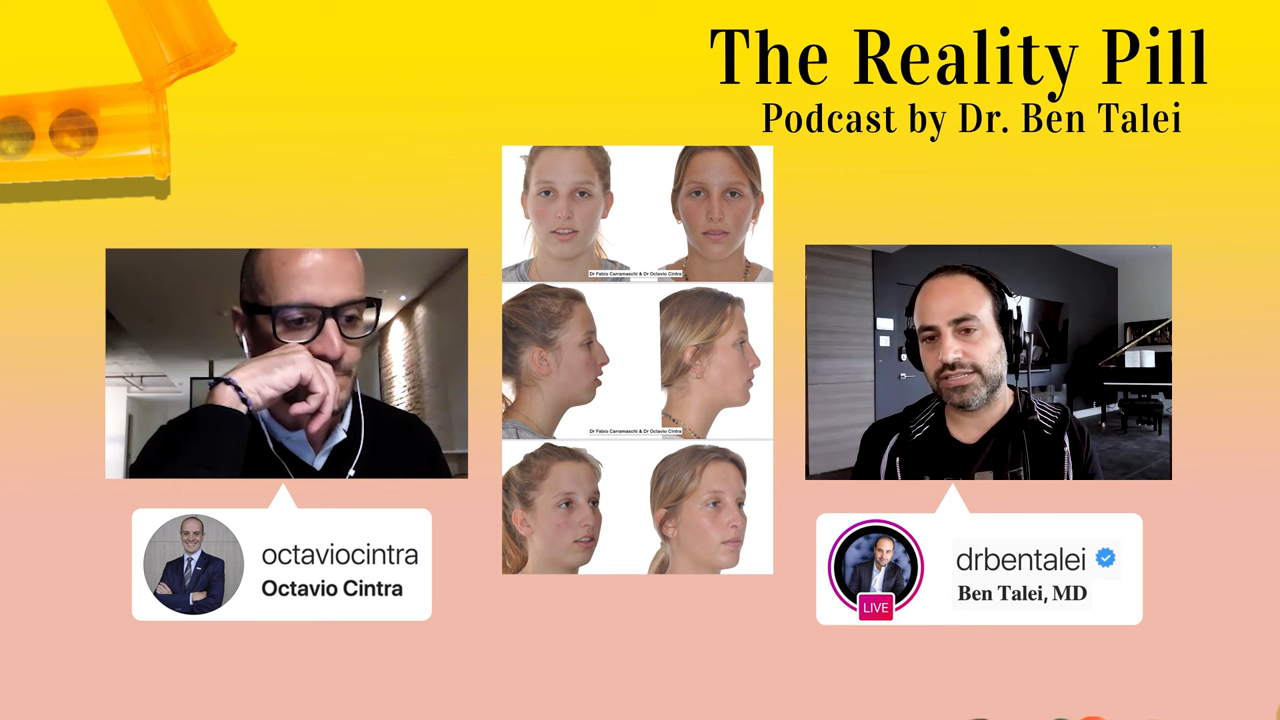 The Reality Pill
Podcast by Dr. Ben Talei
Dr Fabio Carramaschi & Dr Octavio Cintra
Dr Fabio Carramaschi & Dr Octavio Cintra
octaviocintra
Octavio Cintra
drbentalei
Ben Talei, MD
LIVE